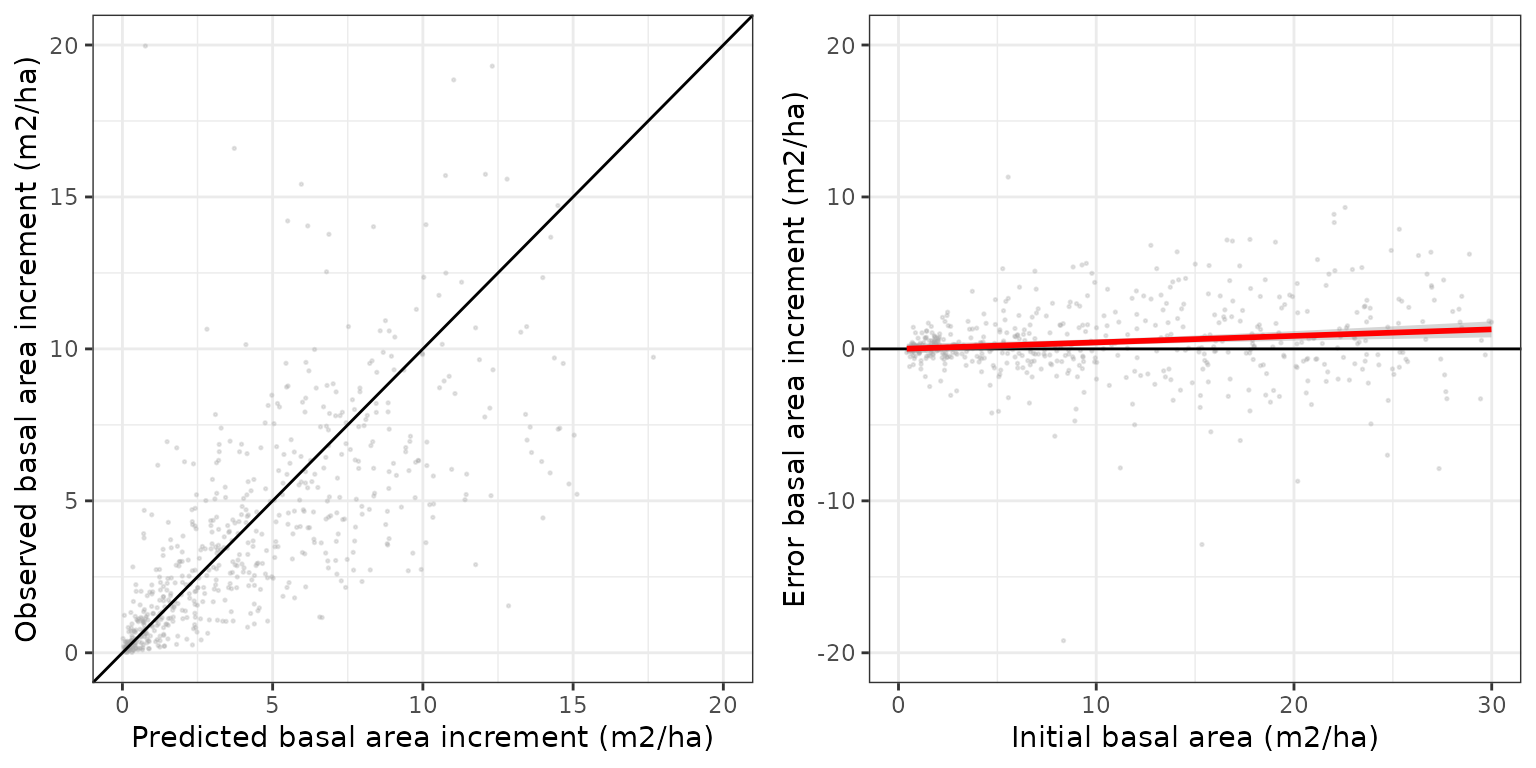 Observed basal area increment (m2/ha)
20
15
10
5
0
0 5 10 15 20
Predicted basal area increment (m2/ha)
Error basal area increment (m2/ha)
20
10
0
-10
-20
0 10 20 30
Initial basal area (m2/ha)